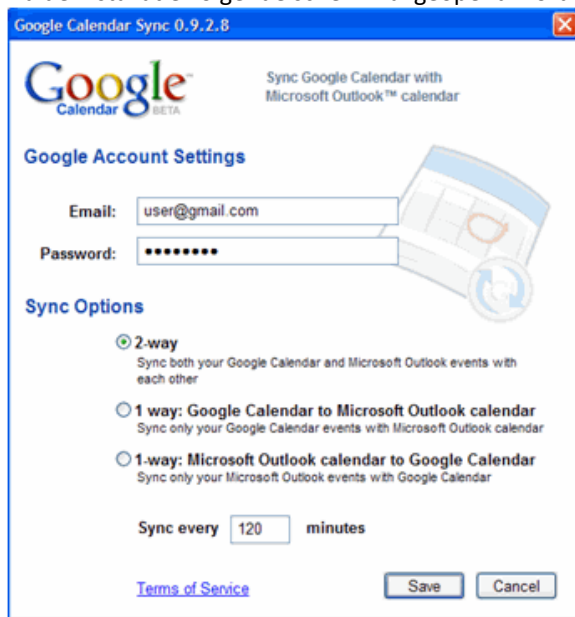 Google Calendar Sync 0.9.2.8
Google
Calendar BETA
Sync Google Calendar with
Microsoft Outlook™ calendar
Google Account Settings
Email: user@gmail.com
Password: ••••••••
Sync Options
2-way
Sync both your Google Calendar and Microsoft Outlook events with
each other
1 way: Google Calendar to Microsoft Outlook calendar
Sync only your Google Calendar events with Microsoft Outlook calendar
1-way: Microsoft Outlook calendar to Google Calendar
Sync only your Microsoft Outlook events with Google Calendar
Sync every 120 minutes
Terms of Service Save Cancel